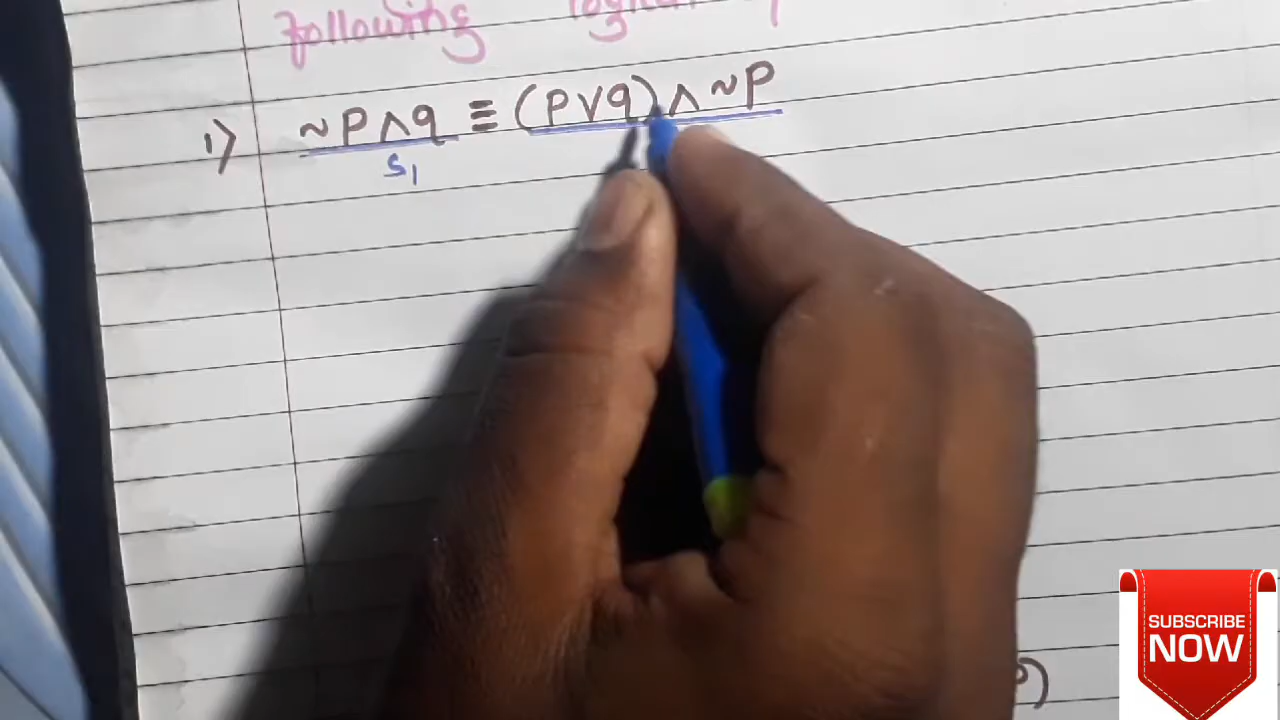 following
1) ~p∧q ≡ (p∨q)∧~p
S1
p)
SUBSCRIBE
NOW